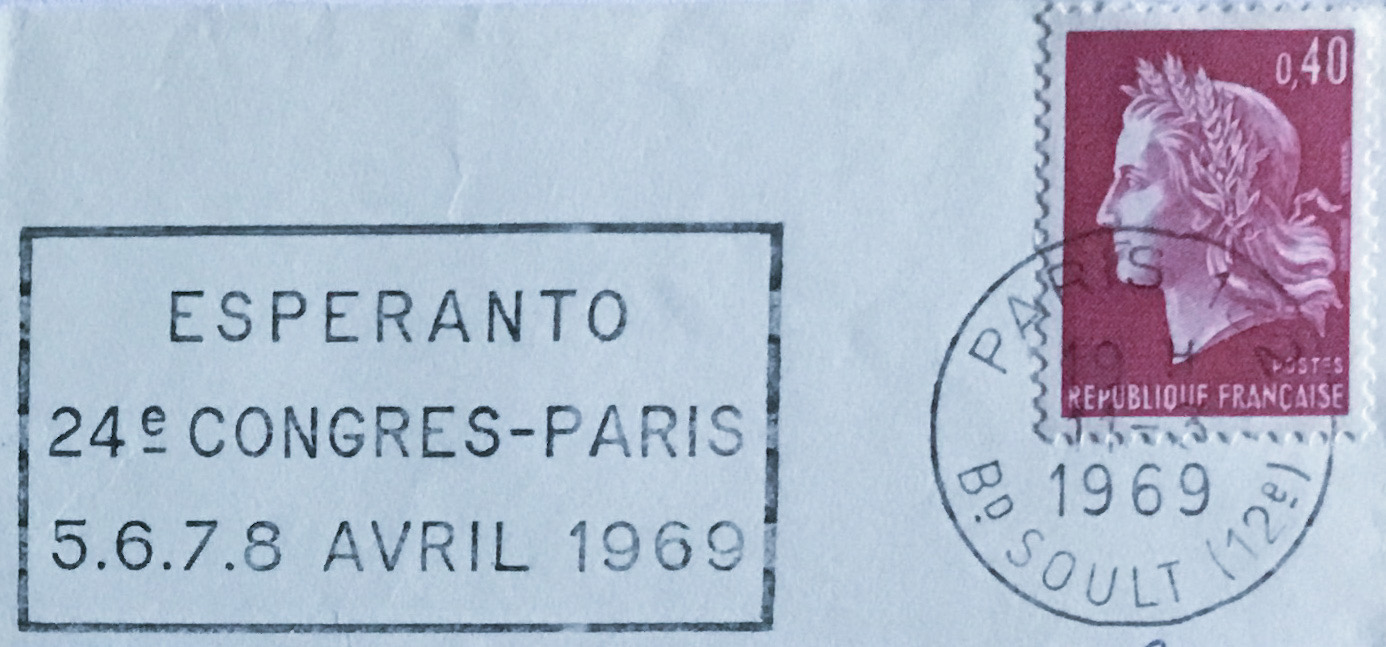 ESPERANTO
24e CONGRES-PARIS
5.6.7.8 AVRIL 1969
0,40
POSTES
REPUBLIQUE FRANÇAISE
PARIS
1969
BD SOULT (12e)